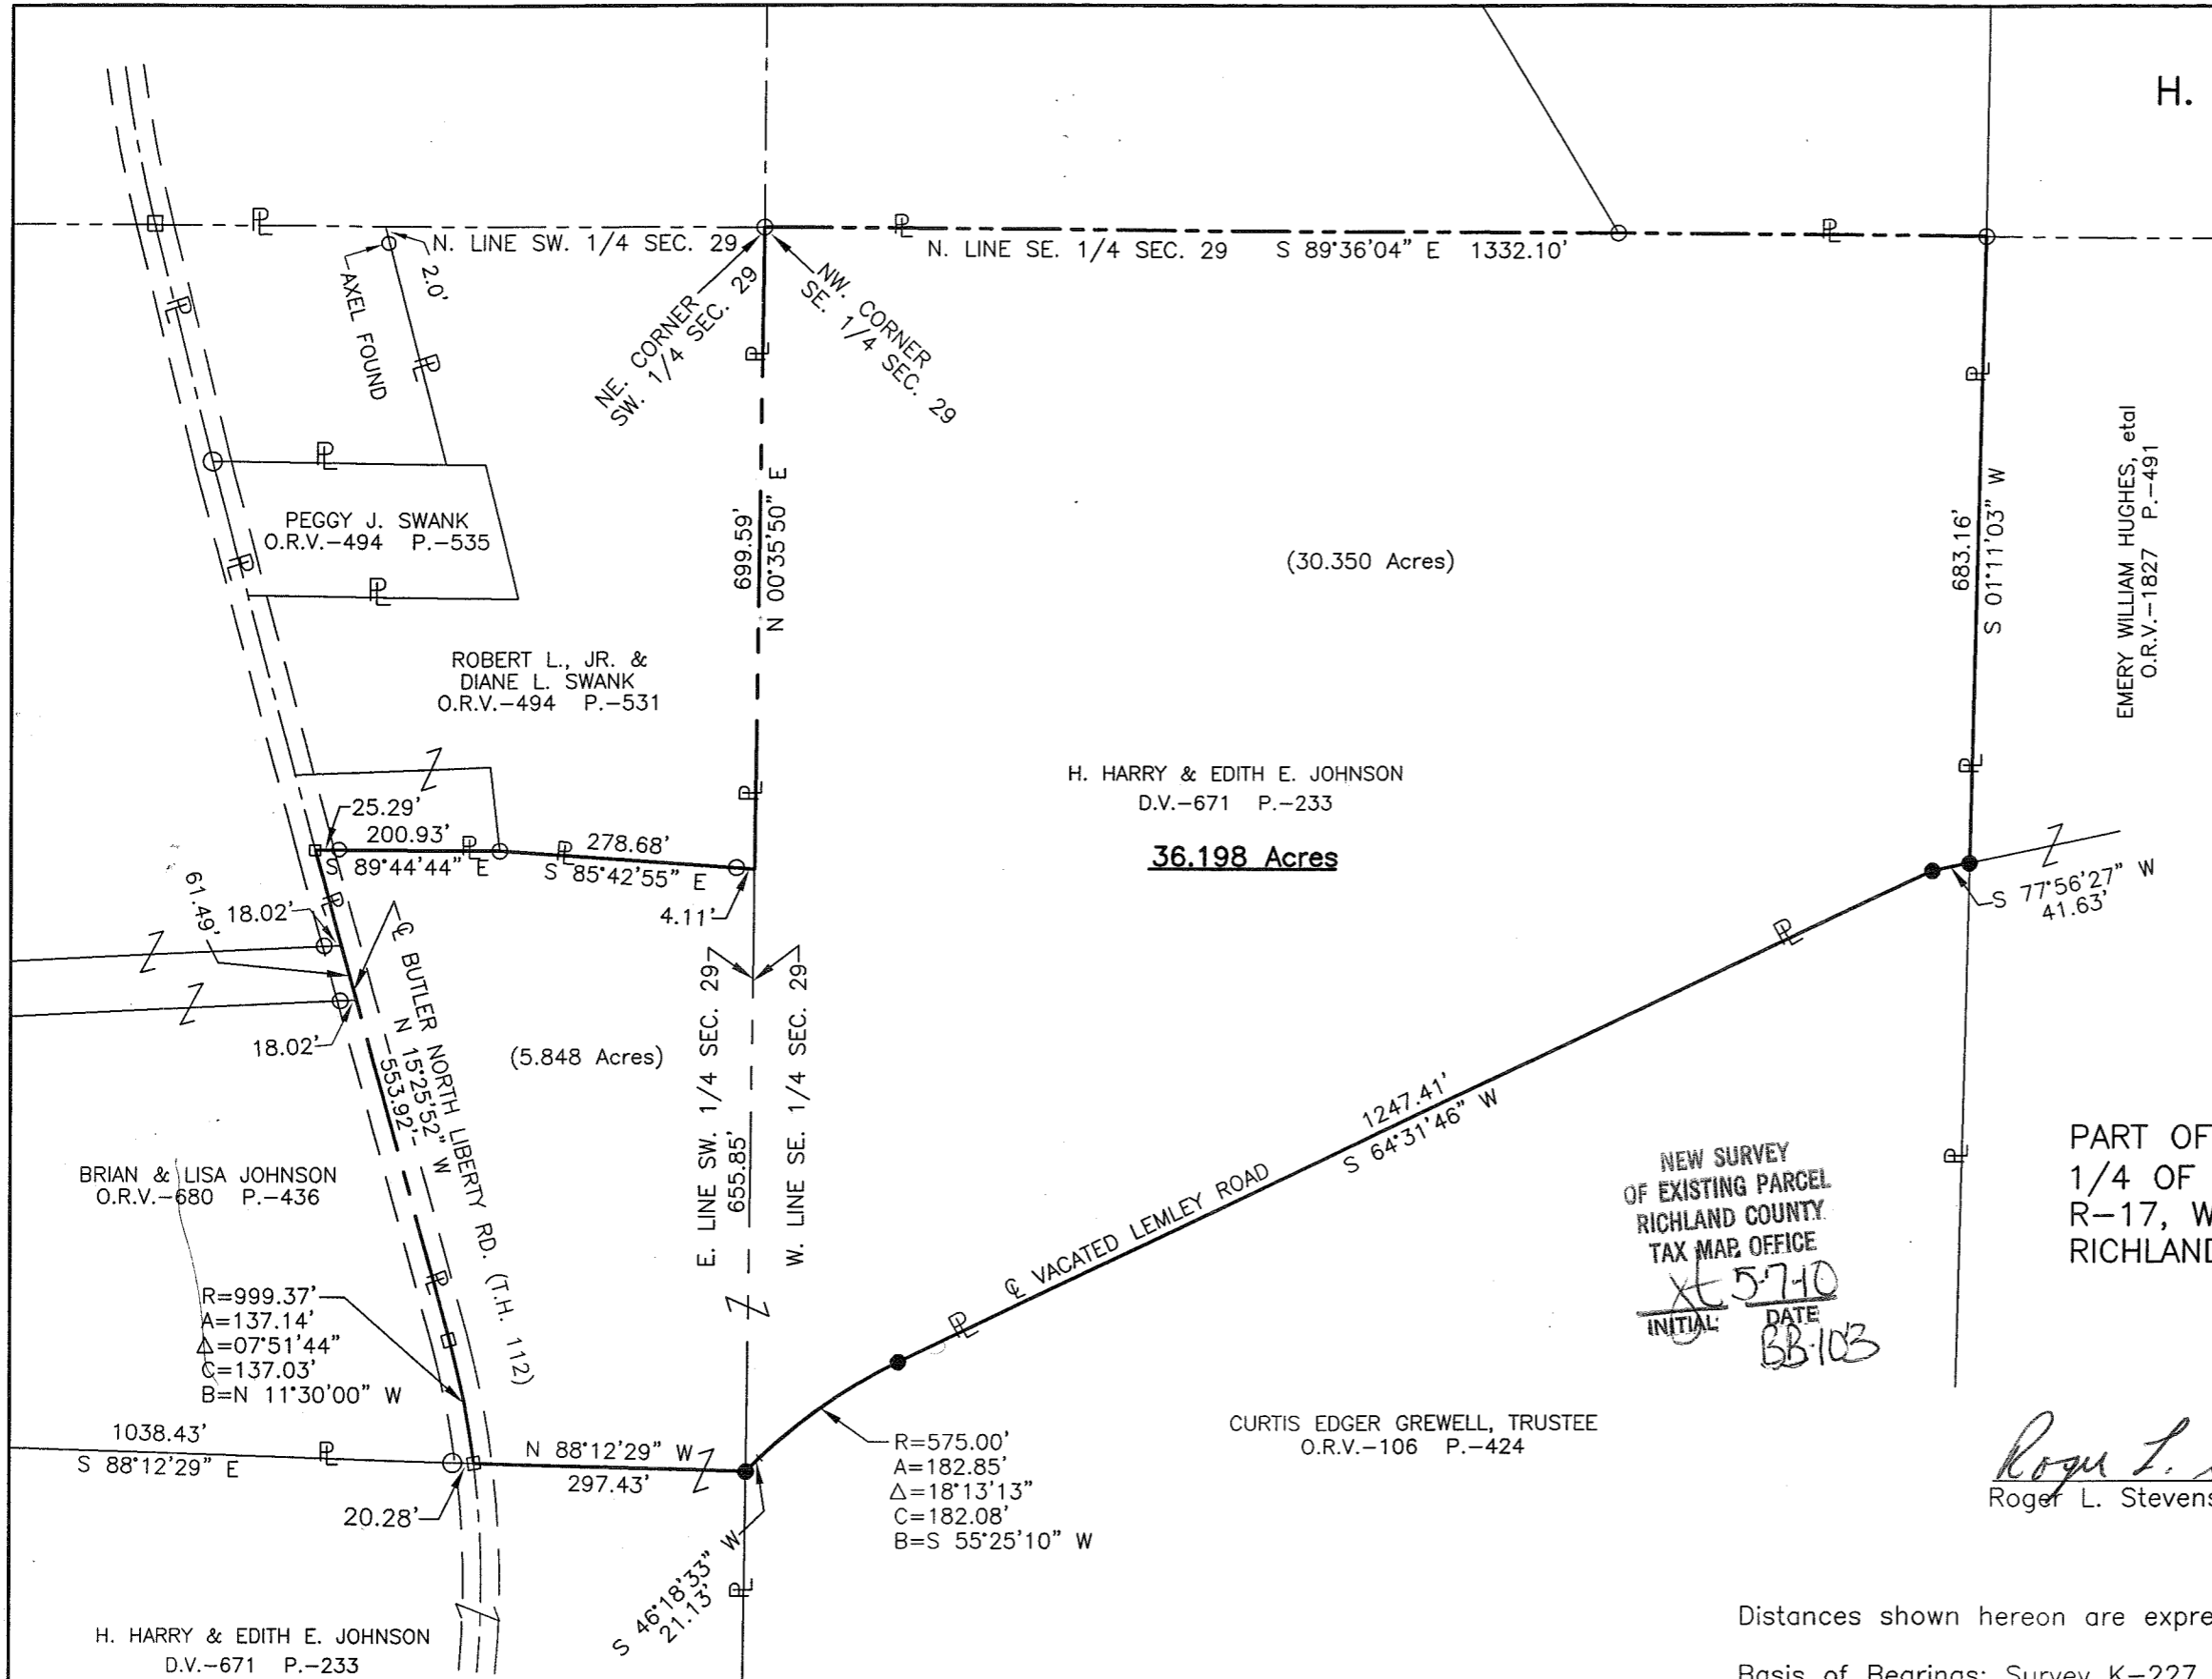 H.
N. LINE SW. 1/4 SEC. 29
N. LINE SE. 1/4 SEC. 29 S 89°36'04" E 1332.10'
2.0'
AXEL FOUND
NE. CORNER
SW. 1/4 SEC. 29
NW. CORNER
SE. 1/4 SEC. 29
699.59'
N 00°35'50" E
PEGGY J. SWANK
O.R.V.-494 P.-535
(30.350 Acres)
683.16'
S 01°11'03" W
EMERY WILLIAM HUGHES, etal
O.R.V.-1827 P.-491
ROBERT L., JR. &
DIANE L. SWANK
O.R.V.-494 P.-531
H. HARRY & EDITH E. JOHNSON
D.V.-671 P.-233
36.198 Acres
25.29'
200.93'
S 89°44'44" E
278.68'
S 85°42'55" E
4.11'
S 77°56'27" W
41.63'
61.49'
18.02'
18.02'
℄ BUTLER NORTH LIBERTY RD. (T.H. 112)
N 15°25'52" W
553.92'
(5.848 Acres)
E. LINE SW. 1/4 SEC. 29
655.85'
W. LINE SE. 1/4 SEC. 29
1247.41'
S 64°31'46" W
℄ VACATED LEMLEY ROAD
BRIAN & LISA JOHNSON
O.R.V.-680 P.-436
NEW SURVEY
OF EXISTING PARCEL
RICHLAND COUNTY
TAX MAP OFFICE
5-7-10
INITIAL DATE
BB-103
PART OF
1/4 OF
R-17, W
RICHLAND
R=999.37'
A=137.14'
Δ=07°51'44"
C=137.03'
B=N 11°30'00" W
1038.43'
S 88°12'29" E
20.28'
N 88°12'29" W
297.43'
R=575.00'
A=182.85'
Δ=18°13'13"
C=182.08'
B=S 55°25'10" W
S 46°18'33" W
21.13'
CURTIS EDGER GREWELL, TRUSTEE
O.R.V.-106 P.-424
Roger L.
Roger L. Stevens
H. HARRY & EDITH E. JOHNSON
D.V.-671 P.-233
Distances shown hereon are expre
Basis of Bearings: Survey K-227